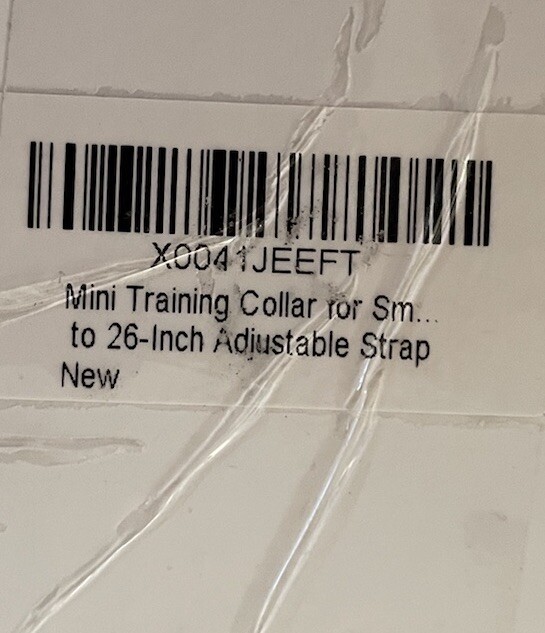 X0041JEEFT
Mini Training Collar for Sm...
to 26-Inch Adjustable Strap
New